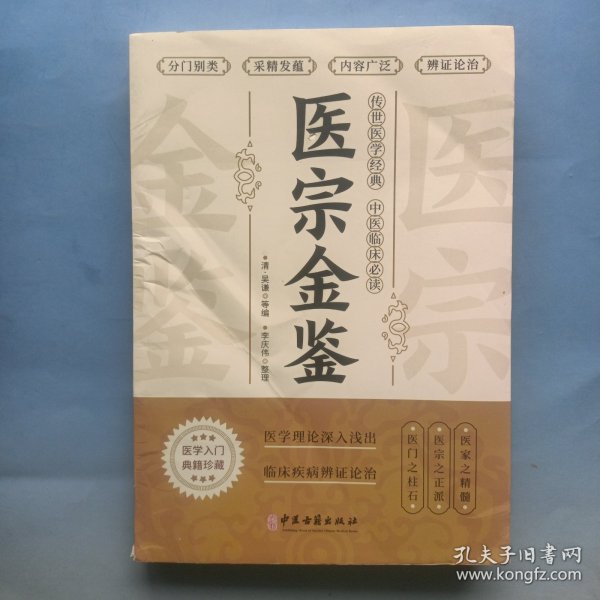 分门别类
采精发蕴
内容广泛
辨证论治
医宗
金鉴
传世医学经典 中医临床必读
医宗金鉴
清·吴谦 等编 李庆伟 整理
医学入门
典籍珍藏
医学理论深入浅出
临床疾病辨证论治
医家之精髓
医宗之正派
医门之柱石
中医古籍出版社
孔夫子旧书网
www.kongfz.com